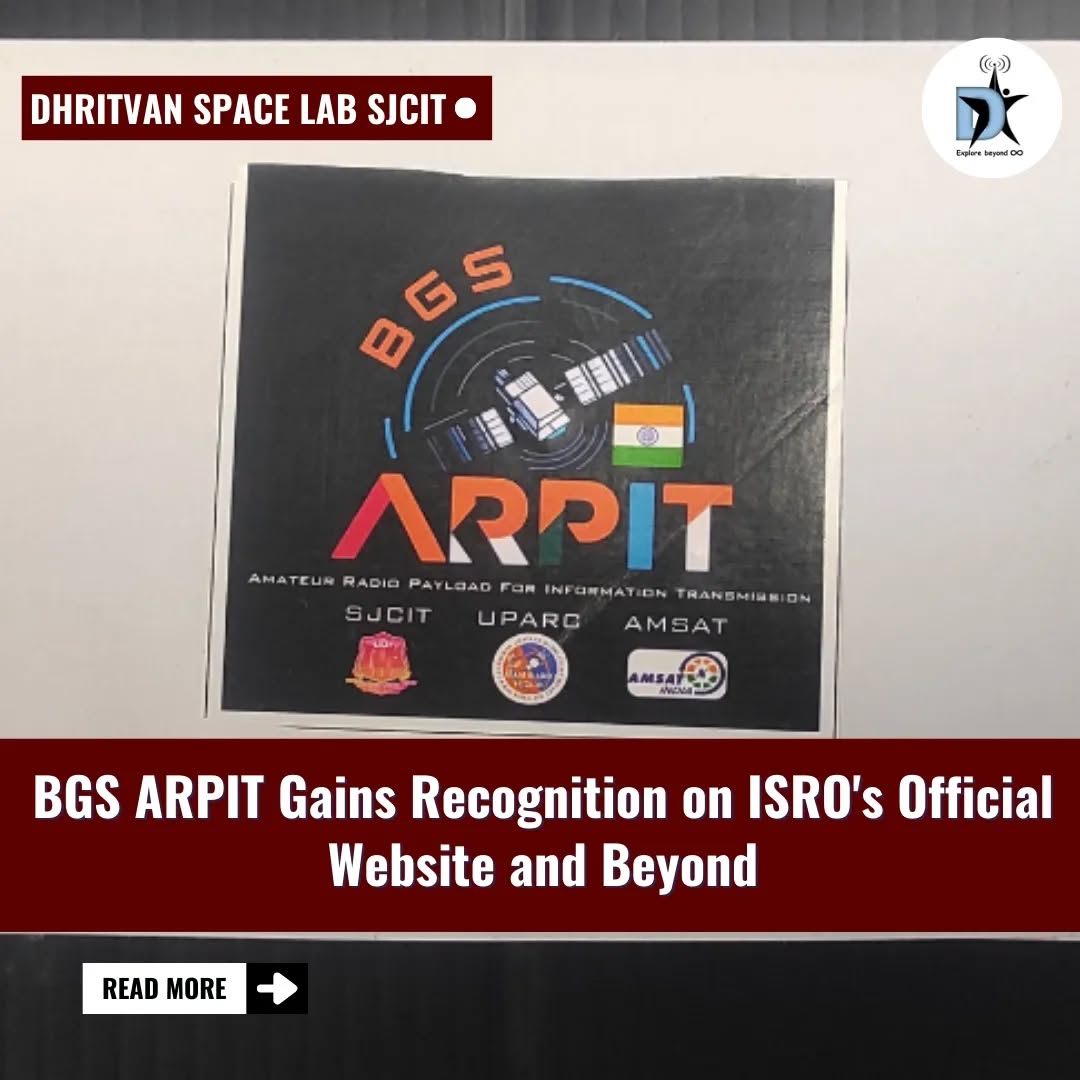 DHRITVAN SPACE LAB SJCIT
D
Explore beyond ∞
BGS
ARPIT
AMATEUR RADIO PAYLOAD FOR INFORMATION TRANSMISSION
SJCIT UPARC AMSAT
AMSAT
INDIA
BGS ARPIT Gains Recognition on ISRO's Official
Website and Beyond
READ MORE